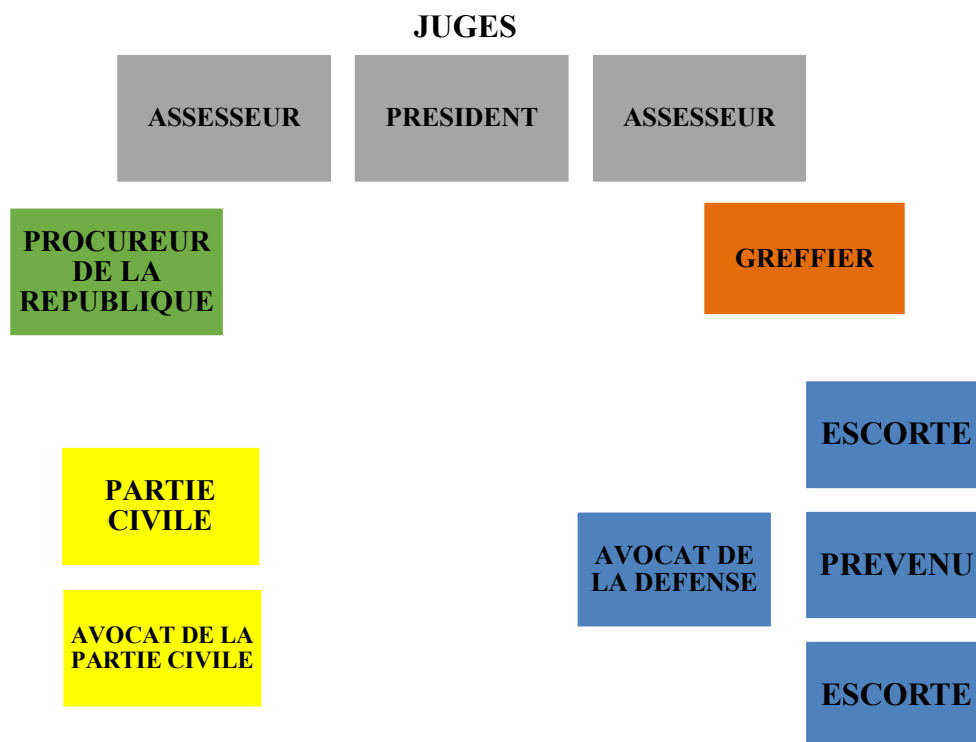 JUGES
ASSESSEUR
PRESIDENT
ASSESSEUR
PROCUREUR
DE LA
REPUBLIQUE
GREFFIER
ESCORTE
PARTIE
CIVILE
AVOCAT DE
LA DEFENSE
PREVENU
AVOCAT DE LA
PARTIE CIVILE
ESCORTE